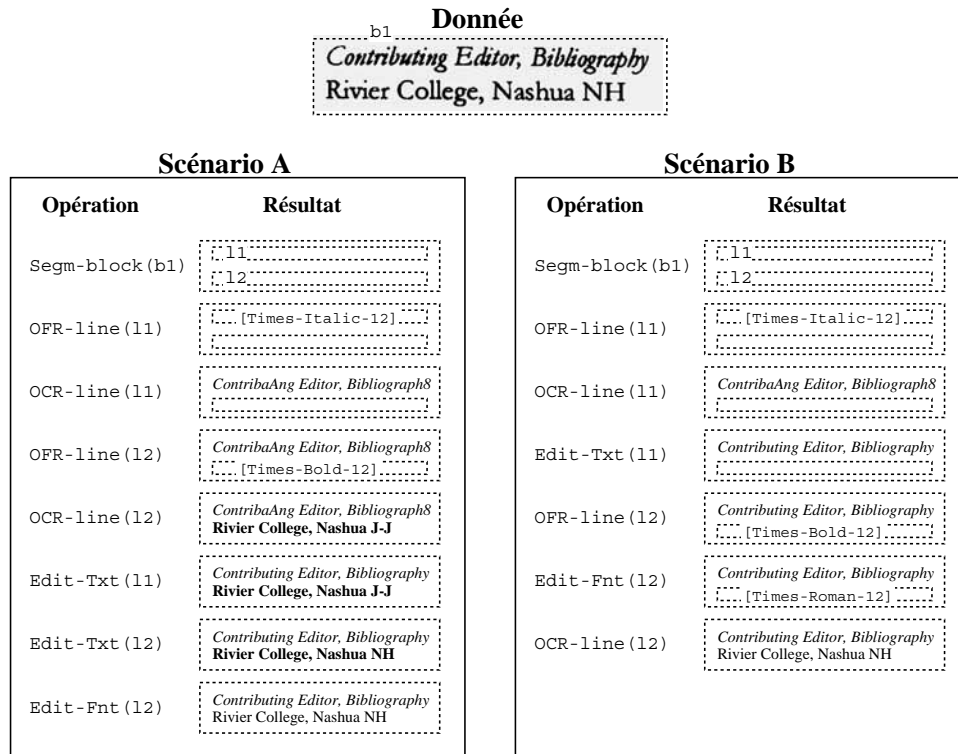 Donnée
b1
Contributing Editor, Bibliography
Rivier College, Nashua NH
Scénario A
Opération Résultat
Segm-block(b1)
l1
l2
OFR-line(l1)
[Times-Italic-12]
OCR-line(l1)
ContribaAng Editor, Bibliograph8
OFR-line(l2)
ContribaAng Editor, Bibliograph8
[Times-Bold-12]
OCR-line(l2)
ContribaAng Editor, Bibliograph8
Rivier College, Nashua J-J
Edit-Txt(l1)
Contributing Editor, Bibliography
Rivier College, Nashua J-J
Edit-Txt(l2)
Contributing Editor, Bibliography
Rivier College, Nashua NH
Edit-Fnt(l2)
Contributing Editor, Bibliography
Rivier College, Nashua NH
Scénario B
Opération Résultat
Segm-block(b1)
l1
l2
OFR-line(l1)
[Times-Italic-12]
OCR-line(l1)
ContribaAng Editor, Bibliograph8
Edit-Txt(l1)
Contributing Editor, Bibliography
OFR-line(l2)
Contributing Editor, Bibliography
[Times-Bold-12]
Edit-Fnt(l2)
Contributing Editor, Bibliography
[Times-Roman-12]
OCR-line(l2)
Contributing Editor, Bibliography
Rivier College, Nashua NH